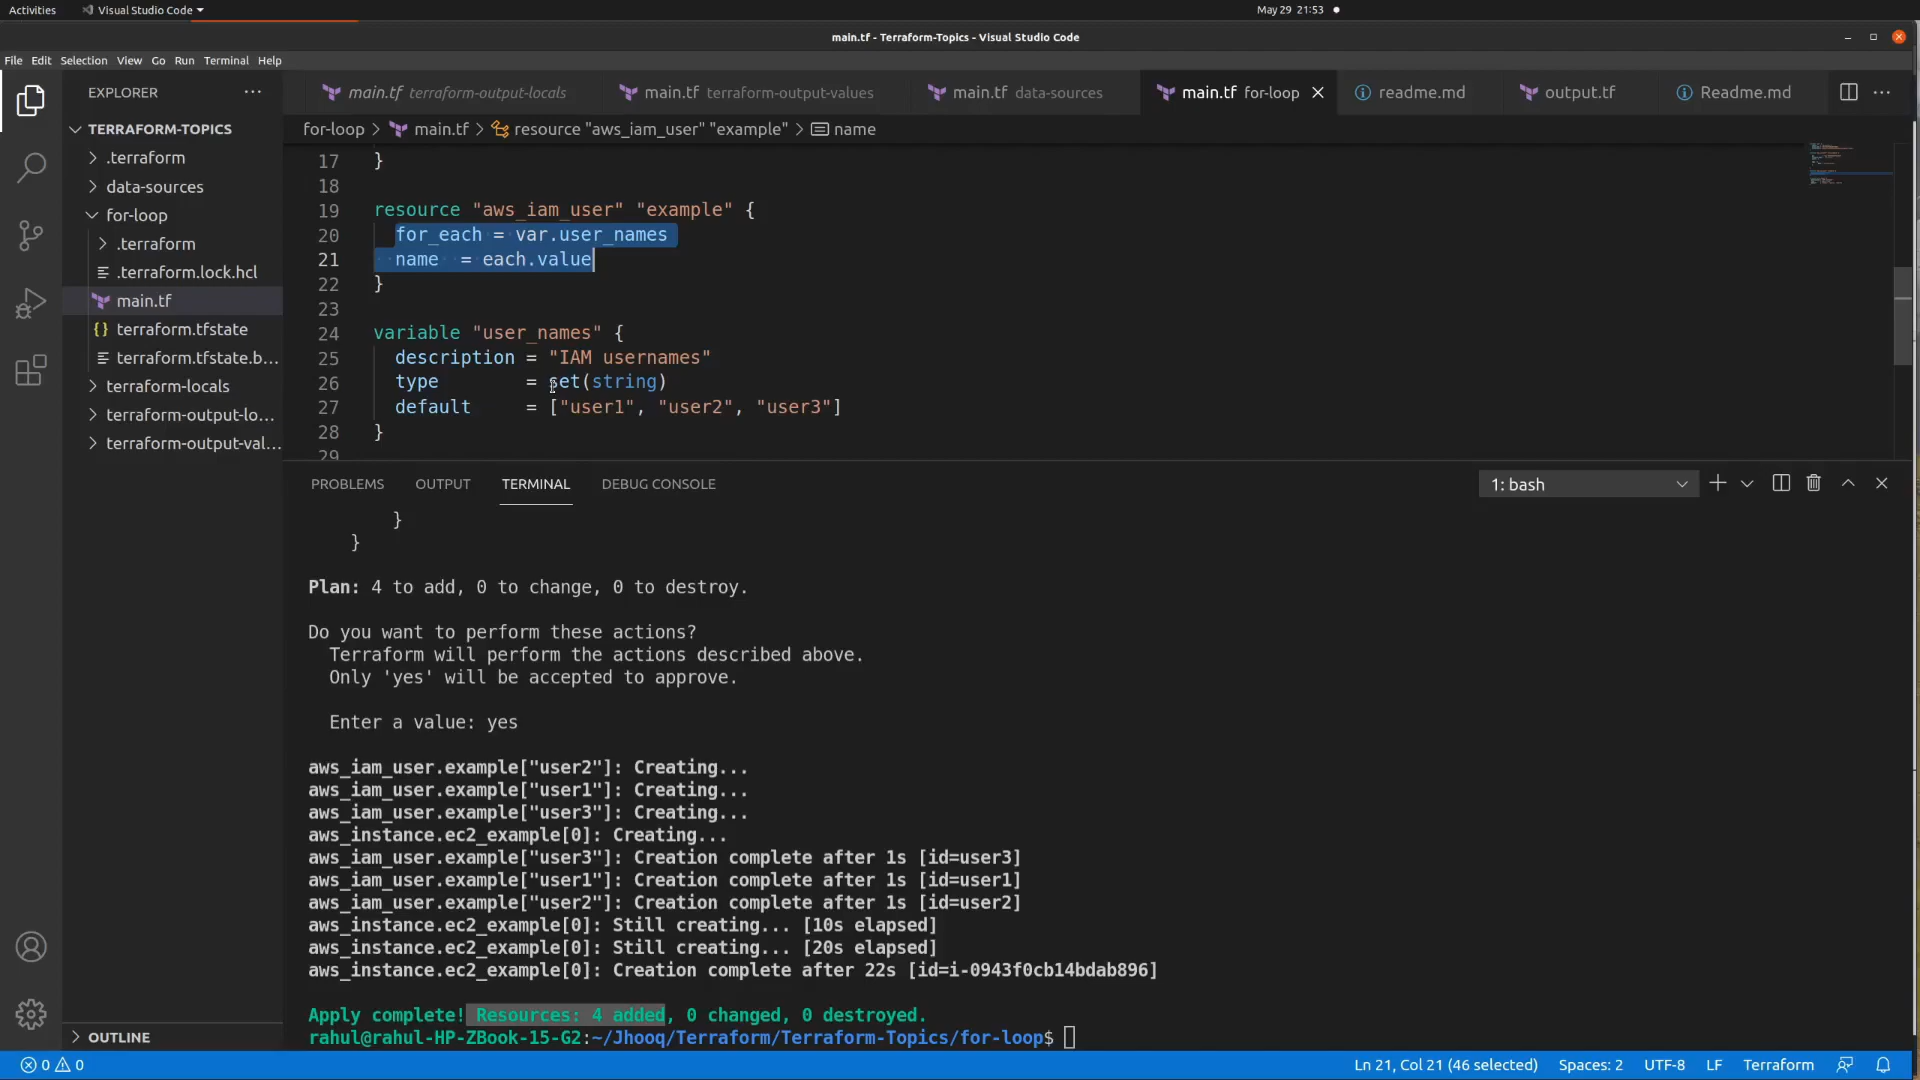 Activities
Visual Studio Code
May 29 21:53
main.tf - Terraform-Topics - Visual Studio Code
File Edit Selection View Go Run Terminal Help
EXPLORER
main.tf terraform-output-locals
main.tf terraform-output-values
main.tf data-sources
main.tf for-loop
readme.md
output.tf
Readme.md
TERRAFORM-TOPICS
.terraform
data-sources
for-loop
.terraform
.terraform.lock.hcl
main.tf
terraform.tfstate
terraform.tfstate.b...
terraform-locals
terraform-output-lo...
terraform-output-val...
OUTLINE
for-loop > main.tf > resource "aws_iam_user" "example" > name
17 }
18
19 resource "aws_iam_user" "example" {
20 for_each = var.user_names
21 name = each.value
22 }
23
24 variable "user_names" {
25 description = "IAM usernames"
26 type = set(string)
27 default = ["user1", "user2", "user3"]
28 }
29
PROBLEMS OUTPUT TERMINAL DEBUG CONSOLE
1: bash
}
}
Plan: 4 to add, 0 to change, 0 to destroy.
Do you want to perform these actions?
Terraform will perform the actions described above.
Only 'yes' will be accepted to approve.
Enter a value: yes
aws_iam_user.example["user2"]: Creating...
aws_iam_user.example["user1"]: Creating...
aws_iam_user.example["user3"]: Creating...
aws_instance.ec2_example[0]: Creating...
aws_iam_user.example["user3"]: Creation complete after 1s [id=user3]
aws_iam_user.example["user1"]: Creation complete after 1s [id=user1]
aws_iam_user.example["user2"]: Creation complete after 1s [id=user2]
aws_instance.ec2_example[0]: Still creating... [10s elapsed]
aws_instance.ec2_example[0]: Still creating... [20s elapsed]
aws_instance.ec2_example[0]: Creation complete after 22s [id=i-0943f0cb14bdab896]
Apply complete! Resources: 4 added, 0 changed, 0 destroyed.
rahul@rahul-HP-ZBook-15-G2:~/Jhooq/Terraform/Terraform-Topics/for-loop$
0 0
Ln 21, Col 21 (46 selected)
Spaces: 2
UTF-8
LF
Terraform